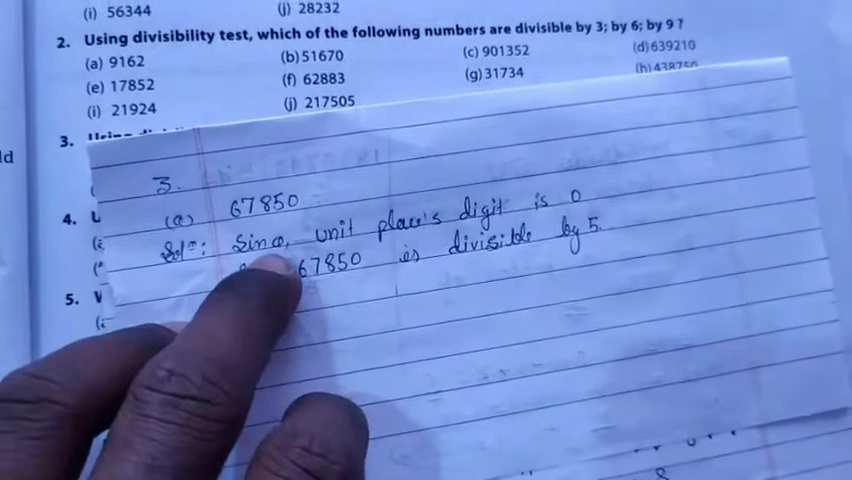 (i) 56344 (j) 28232
2. Using divisibility test, which of the following numbers are divisible by 3; by 6; by 9 ?
(a) 9162 (b) 51670 (c) 901352 (d) 639210
(e) 17852 (f) 62883 (g) 31734 (h) 438750
(i) 21924 (j) 217505
3.
3.
(a) 67850
Solⁿ: Since, unit place's digit is 0
67850 is divisible by 5.
4.
5.